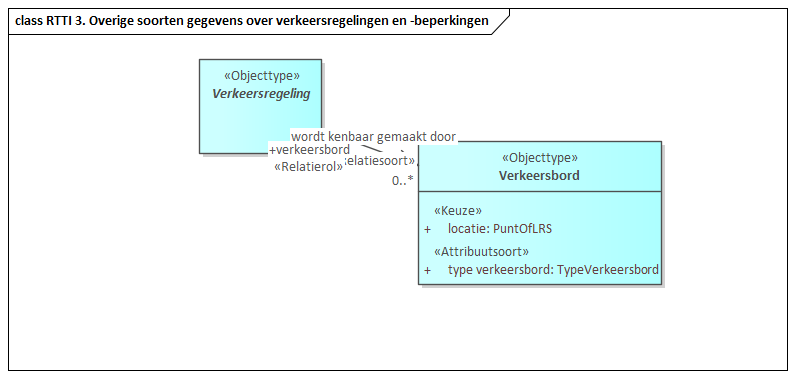 class RTTI 3. Overige soorten gegevens over verkeersregelingen en -beperkingen
«Objecttype»
Verkeersregeling
wordt kenbaar gemaakt door
+verkeersbord
«Relatierol»
elatiesoort»
0..*
«Objecttype»
Verkeersbord
«Keuze»
+ locatie: PuntOfLRS
«Attribuutsoort»
+ type verkeersbord: TypeVerkeersbord